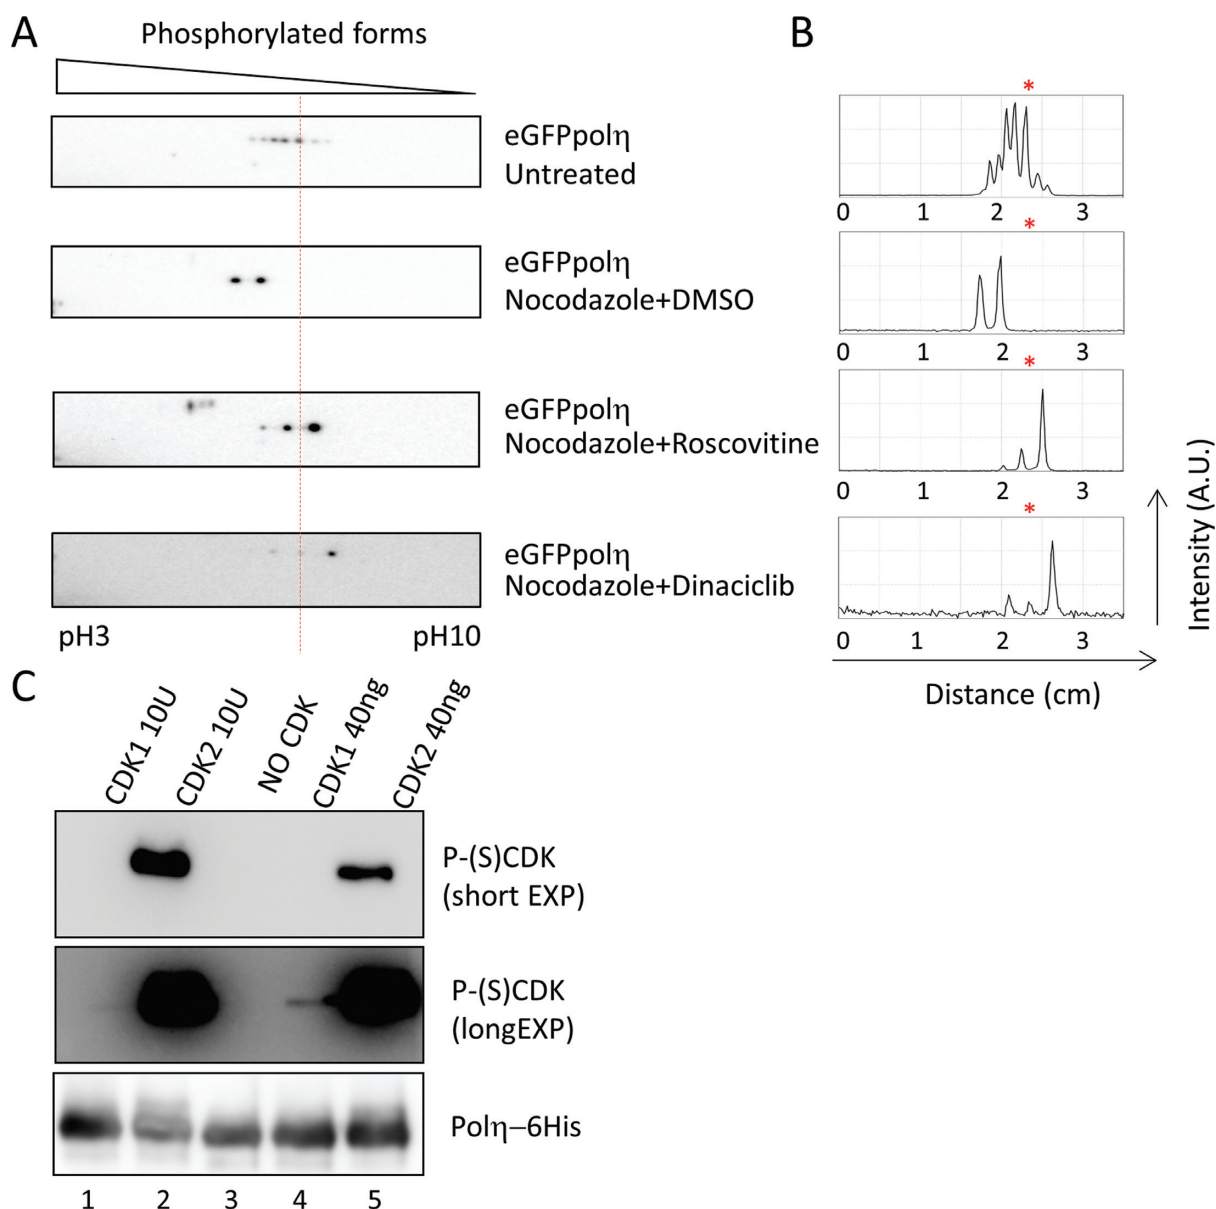 A
Phosphorylated forms
eGFPpolη
Untreated
eGFPpolη
Nocodazole+DMSO
eGFPpolη
Nocodazole+Roscovitine
eGFPpolη
Nocodazole+Dinaciclib
pH3
pH10
B
*
0 1 2 3
*
0 1 2 3
*
0 1 2 3
*
0 1 2 3
Intensity (A.U.)
Distance (cm)
C
CDK1 10U
CDK2 10U
NO CDK
CDK1 40ng
CDK2 40ng
P-(S)CDK
(short EXP)
P-(S)CDK
(longEXP)
Polη–6His
1 2 3 4 5